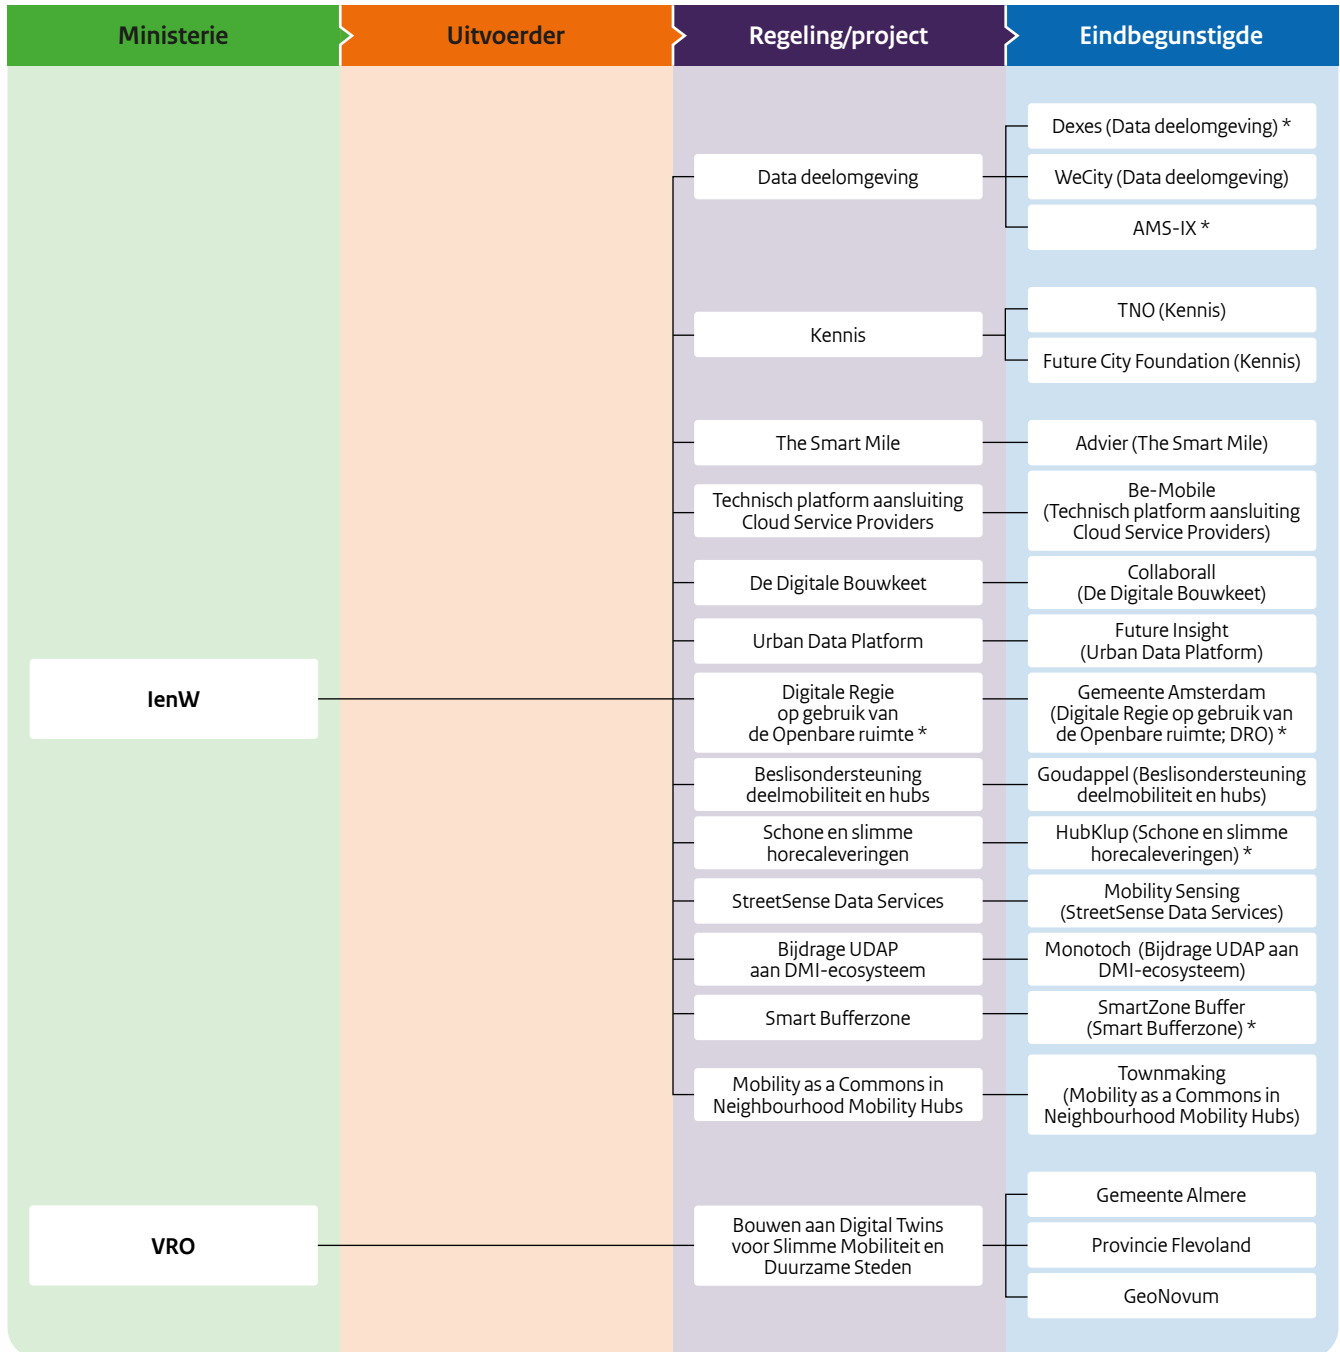 Ministerie
Uitvoerder
Regeling/project
Eindbegunstigde
Data deelomgeving
Dexes (Data deelomgeving) *
WeCity (Data deelomgeving)
AMS-IX *
Kennis
TNO (Kennis)
Future City Foundation (Kennis)
The Smart Mile
Advier (The Smart Mile)
Technisch platform aansluiting
Cloud Service Providers
Be-Mobile
(Technisch platform aansluiting
Cloud Service Providers)
De Digitale Bouwkeet
Collaborall
(De Digitale Bouwkeet)
Urban Data Platform
Future Insight
(Urban Data Platform)
IenW
Digitale Regie
op gebruik van
de Openbare ruimte *
Gemeente Amsterdam
(Digitale Regie op gebruik van
de Openbare ruimte; DRO) *
Beslisondersteuning
deelmobiliteit en hubs
Goudappel (Beslisondersteuning
deelmobiliteit en hubs)
Schone en slimme
horecaleveringen
HubKlup (Schone en slimme
horecaleveringen) *
StreetSense Data Services
Mobility Sensing
(StreetSense Data Services)
Bijdrage UDAP
aan DMI-ecosysteem
Monotoch (Bijdrage UDAP aan
DMI-ecosysteem)
Smart Bufferzone
SmartZone Buffer
(Smart Bufferzone) *
Mobility as a Commons in
Neighbourhood Mobility Hubs
Townmaking
(Mobility as a Commons in
Neighbourhood Mobility Hubs)
VRO
Bouwen aan Digital Twins
voor Slimme Mobiliteit en
Duurzame Steden
Gemeente Almere
Provincie Flevoland
GeoNovum